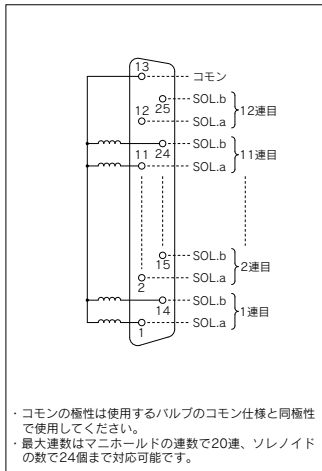 13
コモン
SOL.b
25
12連目
12
SOL.a
SOL.b
24
11連目
11
SOL.a
SOL.b
15
2連目
2
SOL.a
SOL.b
14
1連目
1
SOL.a
・コモンの極性は使用するバルブのコモン仕様と同極性
で使用してください。
・最大連数はマニホールドの連数で20連、ソレノイド
の数で24個まで対応可能です。